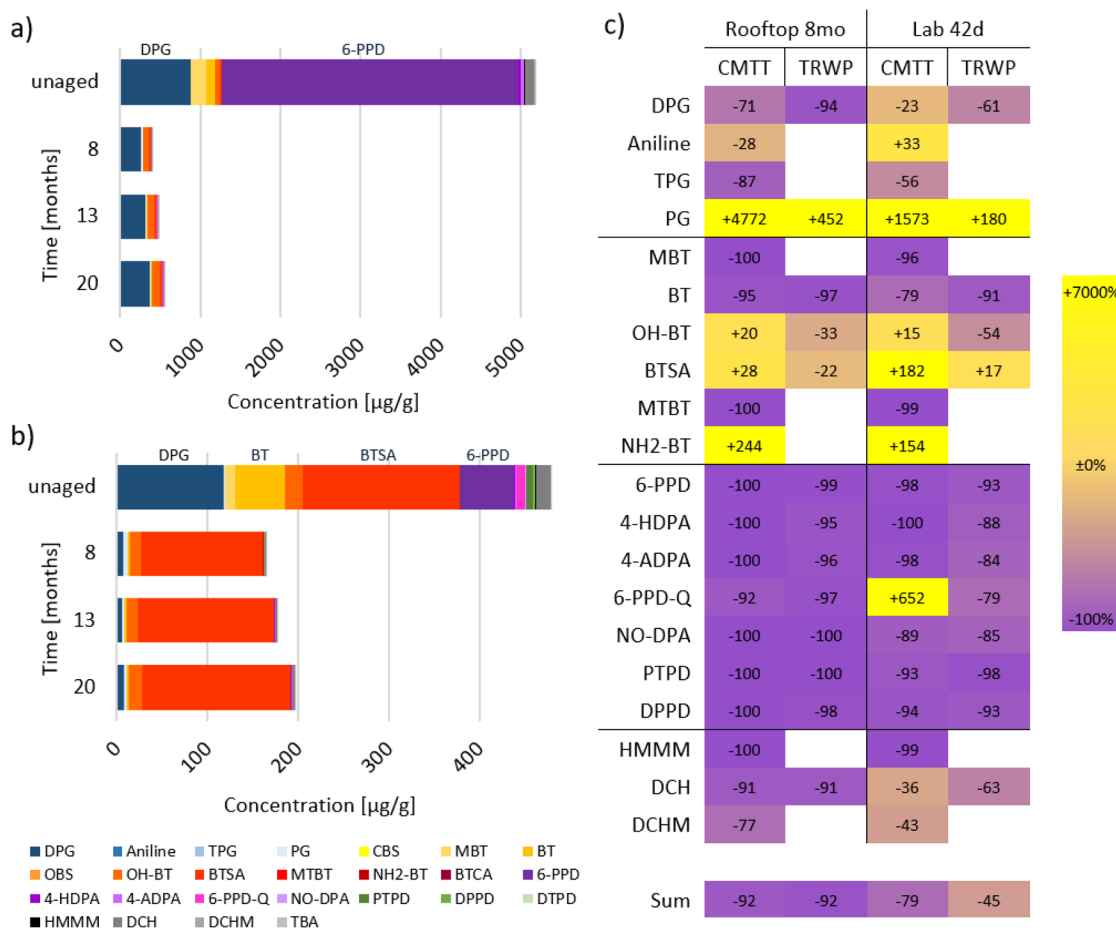 a)
DPG 6-PPD
unaged
8
13
20
Time [months]
0 1000 2000 3000 4000 5000
Concentration [µg/g]
b)
DPG BT BTSA 6-PPD
unaged
8
13
20
Time [months]
0 100 200 300 400
Concentration [µg/g]
DPG Aniline TPG PG CBS MBT BT
OBS OH-BT BTSA MTBT NH2-BT BTCA 6-PPD
4-HDPA 4-ADPA 6-PPD-Q NO-DPA PTPD DPPD DTPD
HMMM DCH DCHM TBA
c)
Rooftop 8mo Lab 42d
CMTT TRWP CMTT TRWP
DPG -71 -94 -23 -61
Aniline -28 +33
TPG -87 -56
PG +4772 +452 +1573 +180
MBT -100 -96
BT -95 -97 -79 -91
OH-BT +20 -33 +15 -54
BTSA +28 -22 +182 +17
MTBT -100 -99
NH2-BT +244 +154
6-PPD -100 -99 -98 -93
4-HDPA -100 -95 -100 -88
4-ADPA -100 -96 -98 -84
6-PPD-Q -92 -97 +652 -79
NO-DPA -100 -100 -89 -85
PTPD -100 -100 -93 -98
DPPD -100 -98 -94 -93
HMMM -100 -99
DCH -91 -91 -36 -63
DCHM -77 -43
Sum -92 -92 -79 -45
+7000%
±0%
-100%